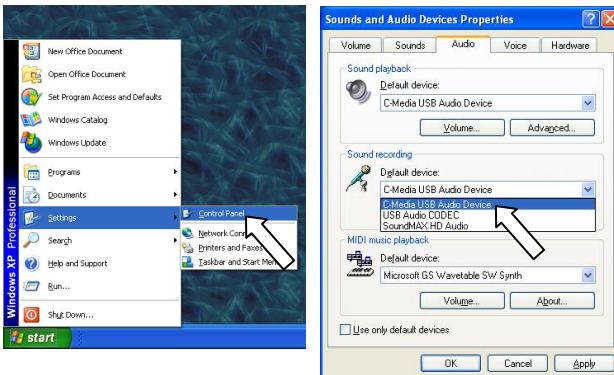 New Office Document
Open Office Document
Set Program Access and Defaults
Windows Catalog
Windows Update
Programs
Documents
Settings
Search
Help and Support
Run...
Shut Down...
Windows XP Professional
start
Control Panel
Network Conn
Printers and Faxes
Taskbar and Start Men
Sounds and Audio Devices Properties
Volume Sounds Audio Voice Hardware
Sound playback
Default device:
C-Media USB Audio Device
Volume... Advanced...
Sound recording
Default device:
C-Media USB Audio Device
C-Media USB Audio Device
USB Audio CODEC
SoundMAX HD Audio
MIDI music playback
Default device:
Microsoft GS Wavetable SW Synth
Volume... About...
Use only default devices
OK Cancel Apply